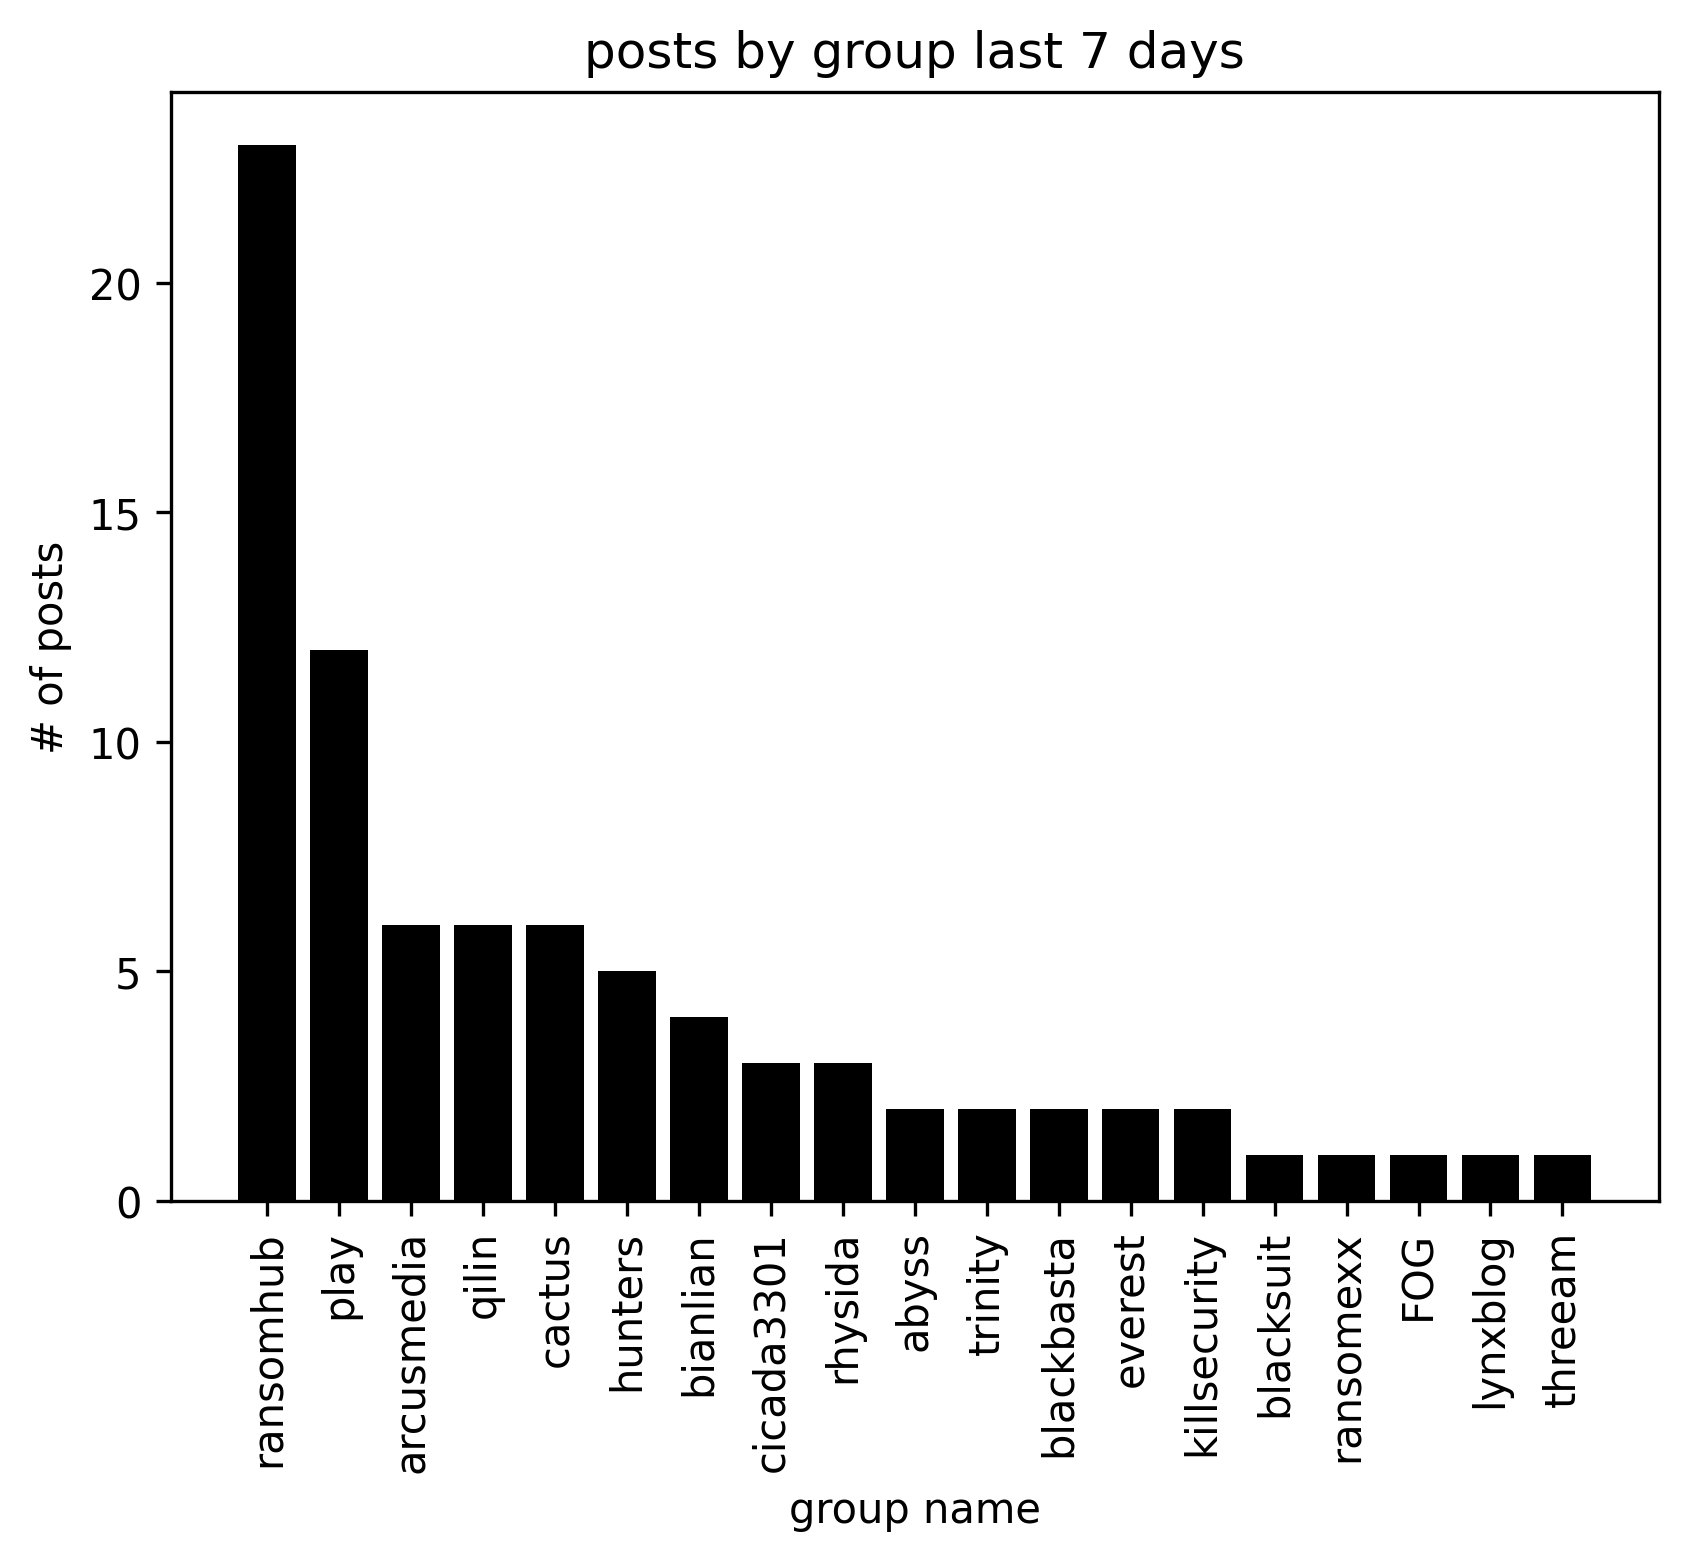 posts by group last 7 days
# of posts
20
15
10
5
0
ransomhub
play
arcusmedia
qilin
cactus
hunters
bianlian
cicada3301
rhysida
abyss
trinity
blackbasta
everest
killsecurity
blacksuit
ransomexx
FOG
lynxblog
threeam
group name